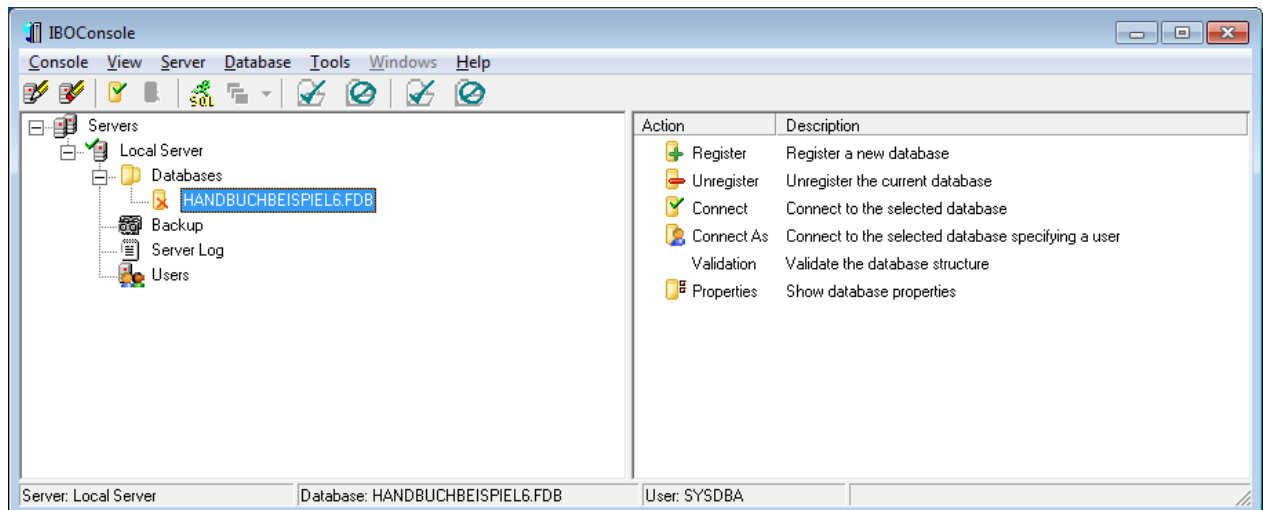 IBOConsole
Console View Server Database Tools Windows Help
SQL
Servers
Local Server
Databases
HANDBUCHBEISPIEL6.FDB
Backup
Server Log
Users
Action Description
Register Register a new database
Unregister Unregister the current database
Connect Connect to the selected database
Connect As Connect to the selected database specifying a user
Validation Validate the database structure
Properties Show database properties
Server: Local Server Database: HANDBUCHBEISPIEL6.FDB User: SYSDBA